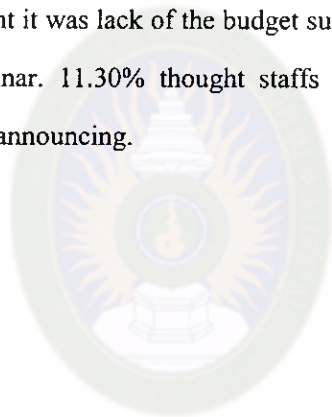 nt it was lack of the budget su
nar. 11.30% thought staffs
announcing.